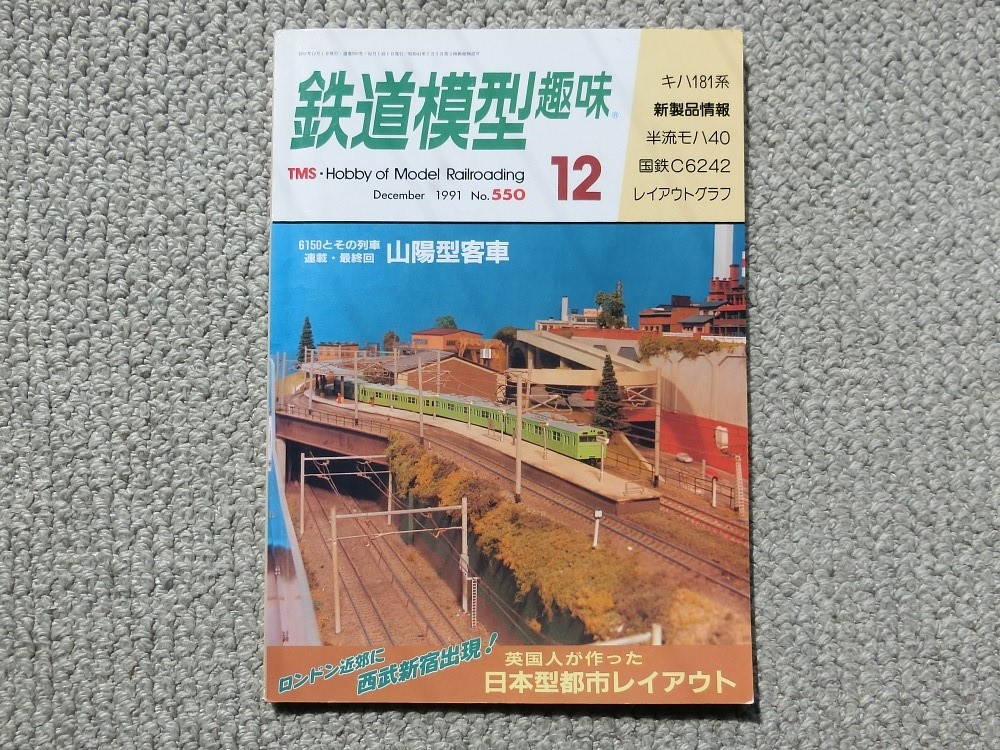 鉄道模型趣味
TMS・Hobby of Model Railroading
December 1991 No.550
12
キハ181系
新製品情報
半流モハ40
国鉄C6242
レイアウトグラフ
6150とその列車
連載・最終回
山陽型客車
ロンドン近郊に
西武新宿出現!
英国人が作った
日本型都市レイアウト